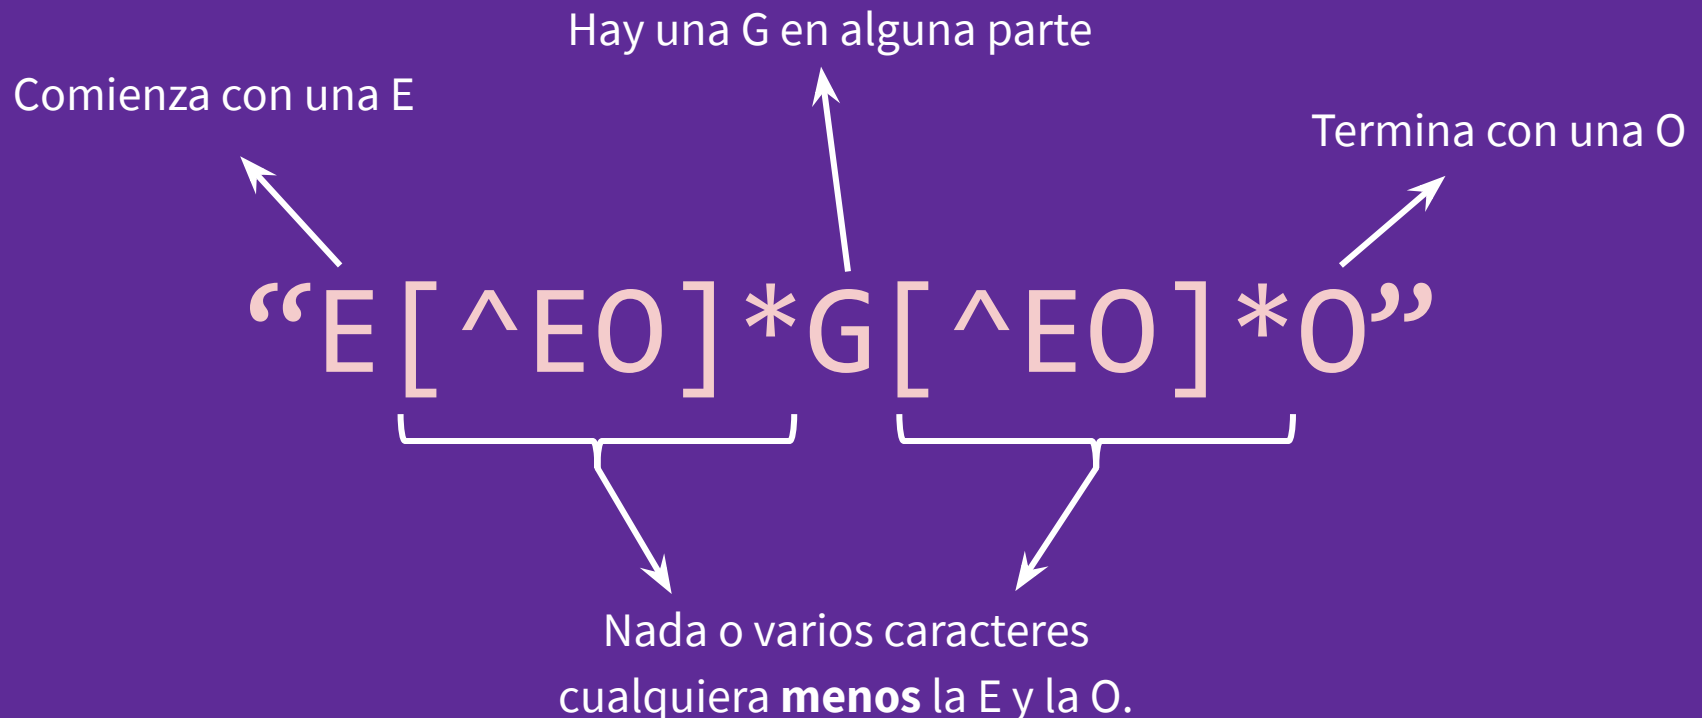 Hay una G en alguna parte
Comienza con una E
Termina con una O
“E[^EO]*G[^EO]*O”
Nada o varios caracteres
cualquiera menos la E y la O.